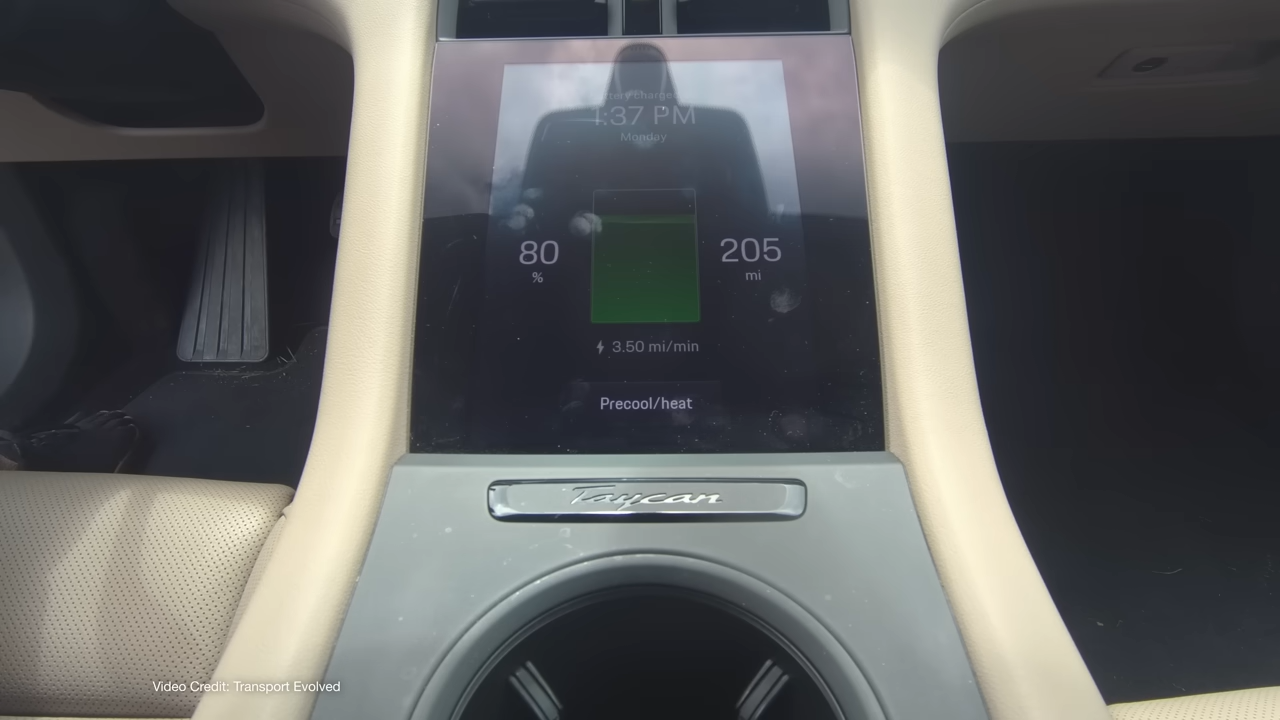 1:37 PM
Monday
80
%
205
mi
3.50 mi/min
Precool/heat
Taycan
Video Credit: Transport Evolved